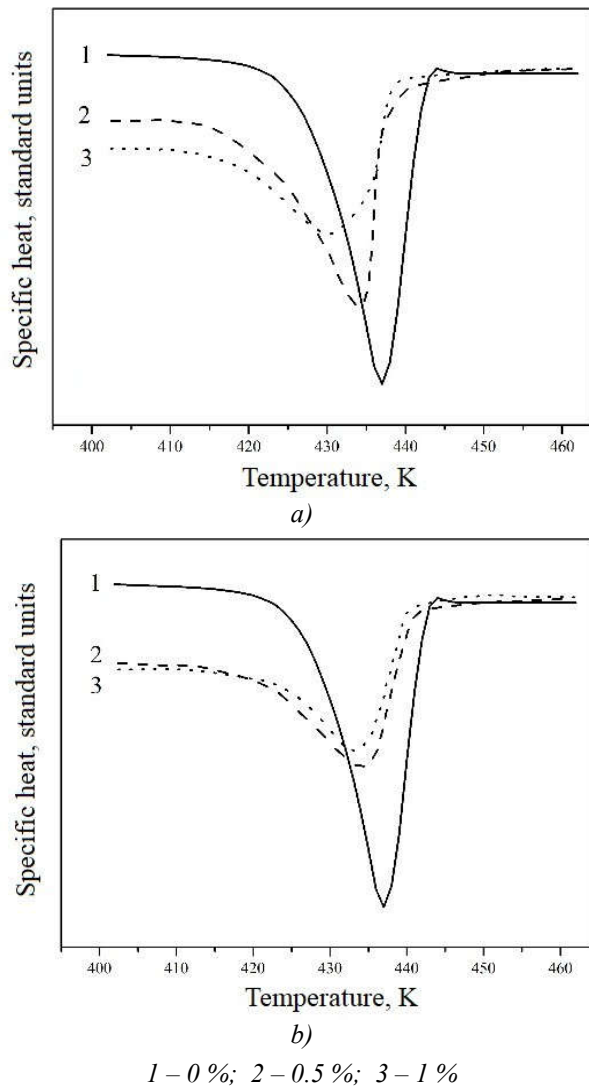 Specific heat, standard units
1
2
3
400 410 420 430 440 450 460
Temperature, K
a)
Specific heat, standard units
1
2
3
400 410 420 430 440 450 460
Temperature, K
b)
1 – 0 %; 2 – 0.5 %; 3 – 1 %